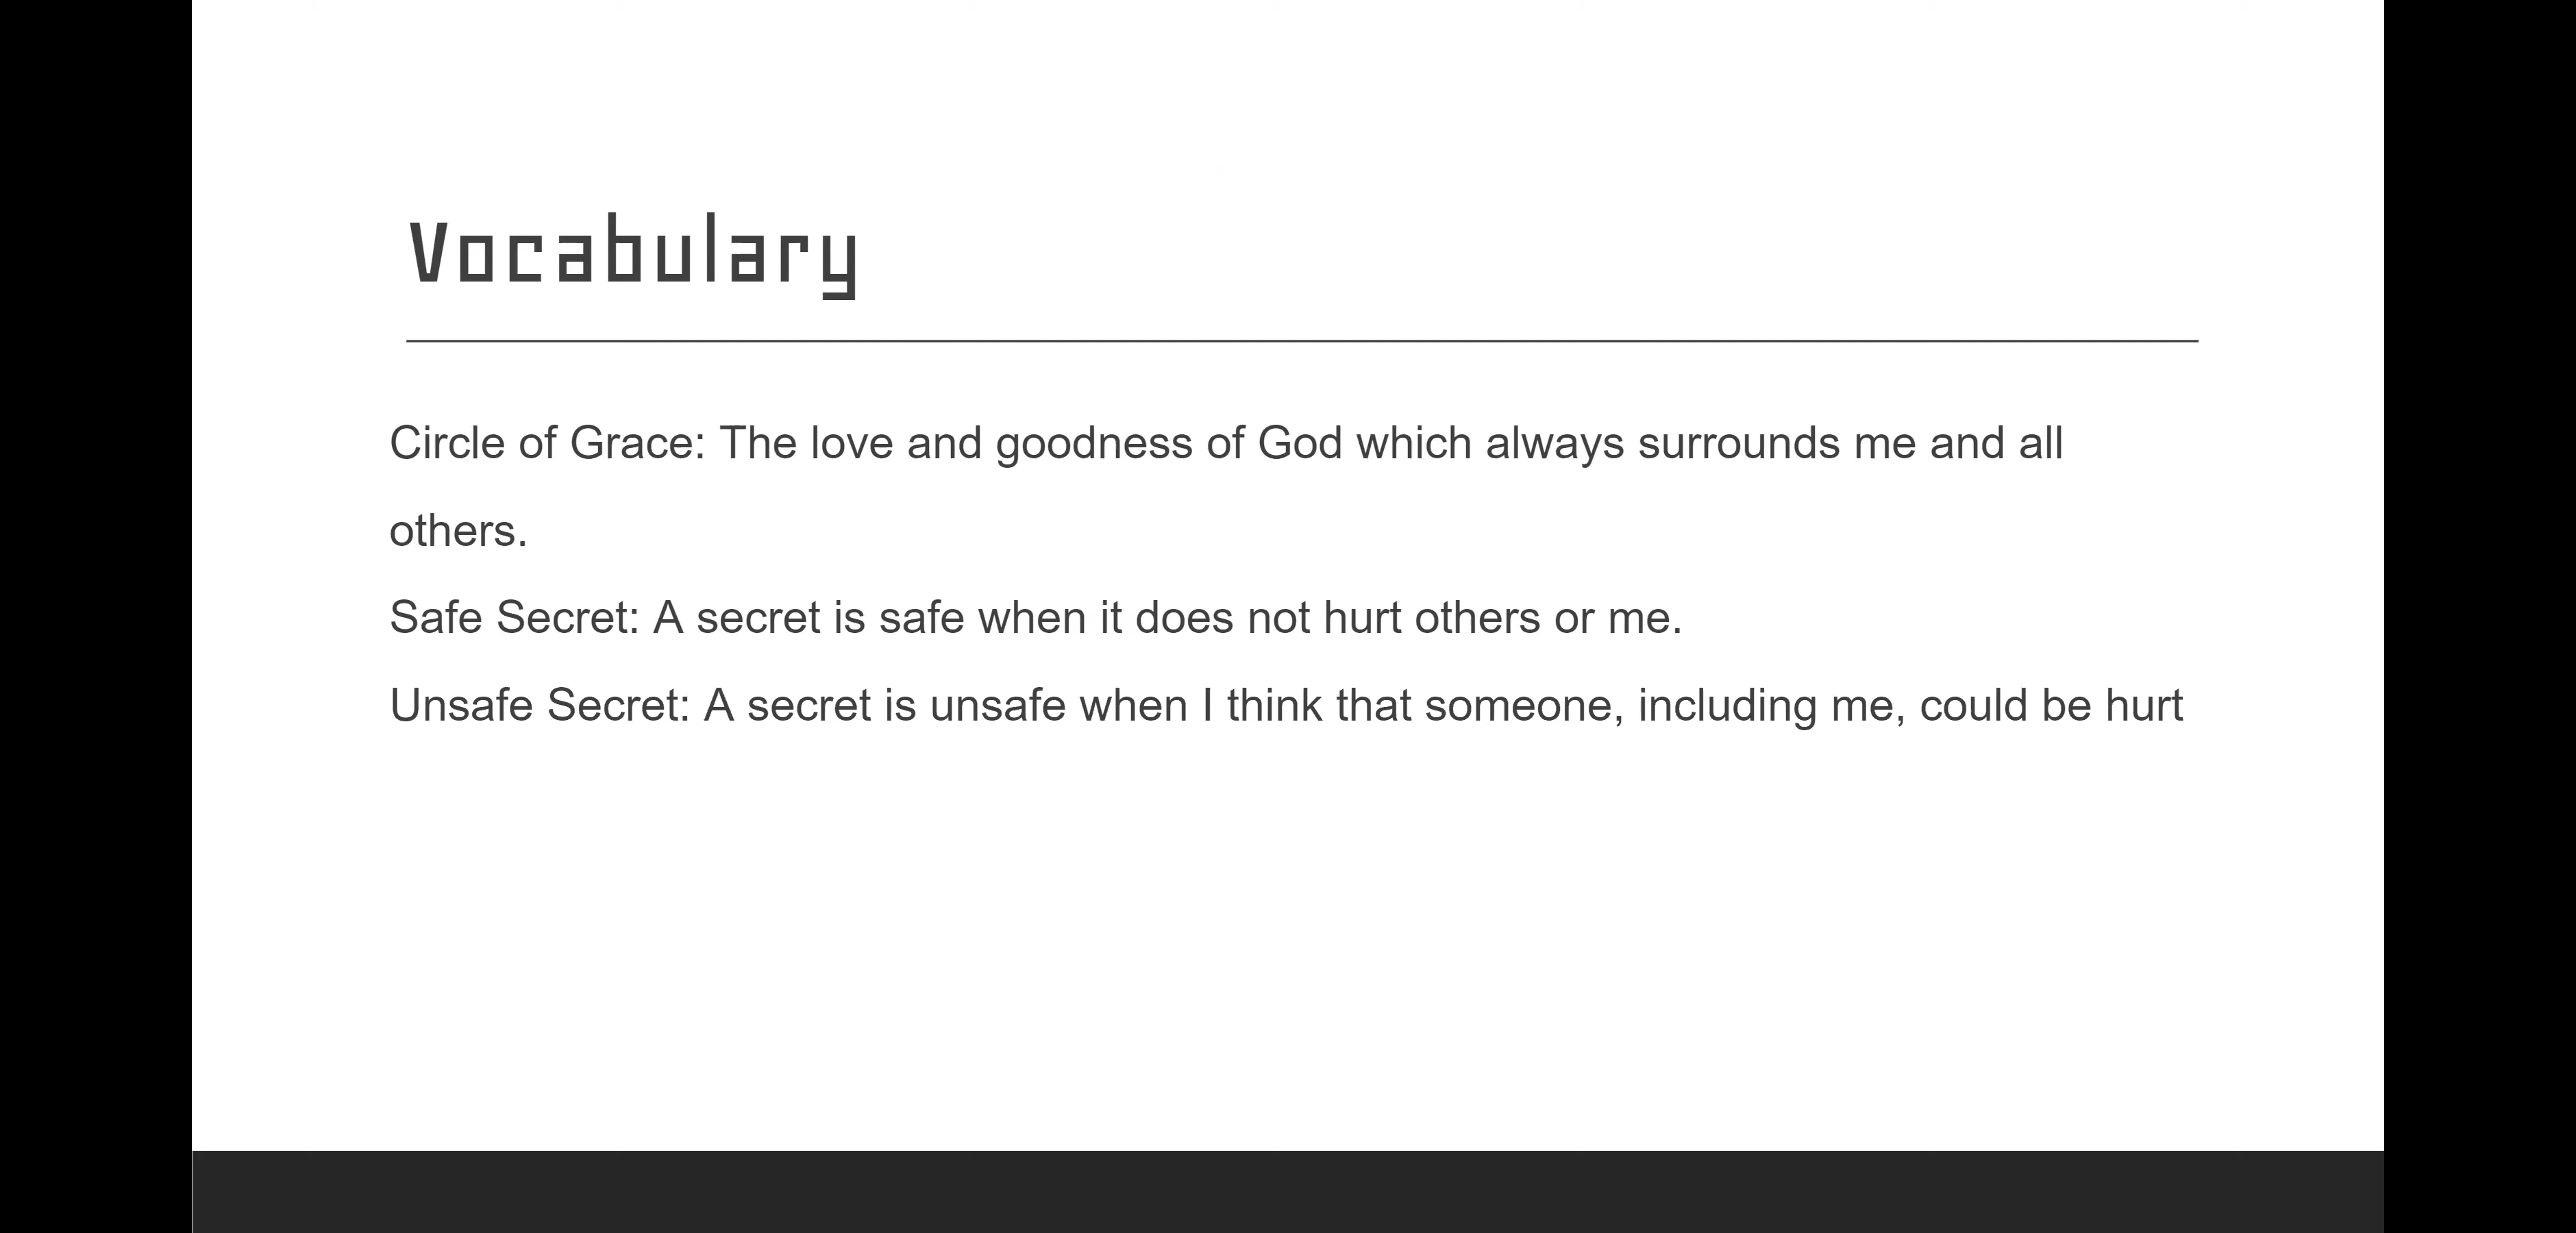 Vocabulary
Circle of Grace: The love and goodness of God which always surrounds me and all
others.
Safe Secret: A secret is safe when it does not hurt others or me.
Unsafe Secret: A secret is unsafe when I think that someone, including me, could be hurt